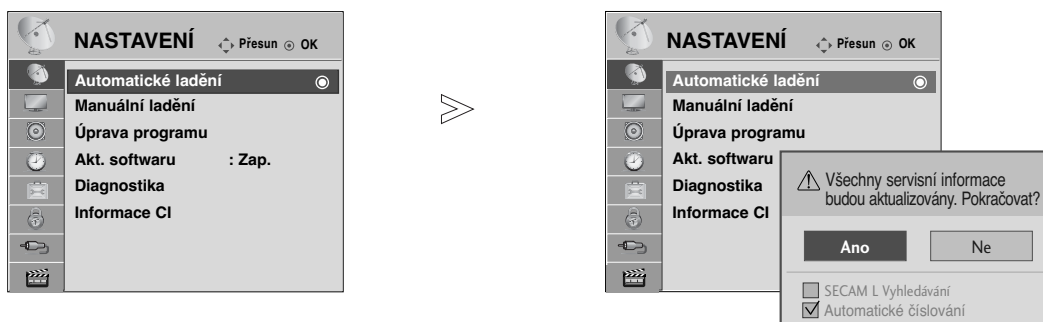 NASTAVENÍ Přesun OK
Automatické ladění
Manuální ladění
Úprava programu
Akt. softwaru : Zap.
Diagnostika
Informace CI
NASTAVENÍ Přesun OK
Automatické ladění
Manuální ladění
Úprava programu
Akt. softwaru
Diagnostika
Informace CI
Všechny servisní informace
budou aktualizovány. Pokračovat?
Ano Ne
SECAM L Vyhledávání
Automatické číslování